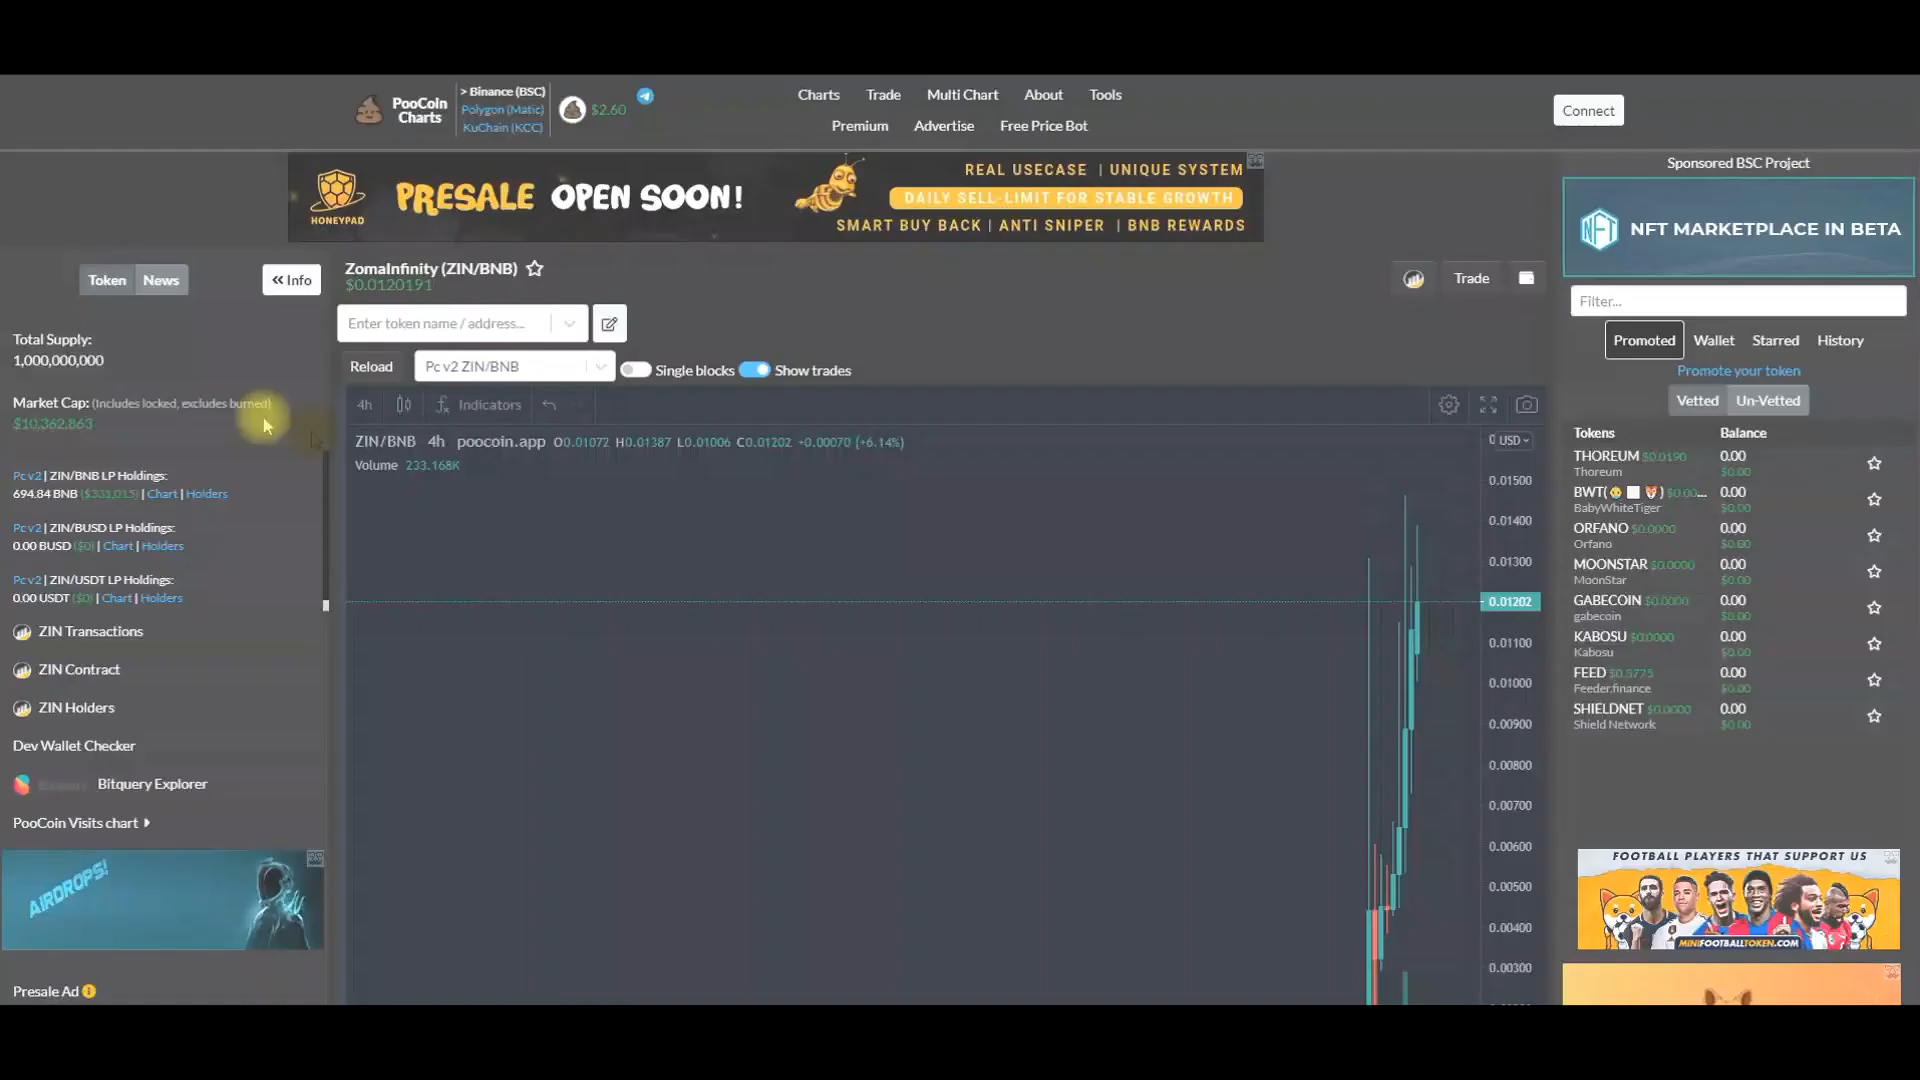 PooCoin
Charts
> Binance (BSC)
Polygon (Matic)
KuChain (KCC)
$2.60
Charts
Trade
Multi Chart
About
Tools
Premium
Advertise
Free Price Bot
Connect
HONEYPAD
PRESALE OPEN SOON!
REAL USECASE | UNIQUE SYSTEM
DAILY SELL-LIMIT FOR STABLE GROWTH
SMART BUY BACK | ANTI SNIPER | BNB REWARDS
Sponsored BSC Project
NFT
NFT MARKETPLACE IN BETA
Token
News
« Info
Total Supply:
1,000,000,000
Market Cap: (Includes locked, excludes burned)
$10,362,863
Pc v2 | ZIN/BNB LP Holdings:
694.84 BNB ($331,015) | Chart | Holders
Pc v2 | ZIN/BUSD LP Holdings:
0.00 BUSD ($0) | Chart | Holders
Pc v2 | ZIN/USDT LP Holdings:
0.00 USDT ($0) | Chart | Holders
ZIN Transactions
ZIN Contract
ZIN Holders
Dev Wallet Checker
Bitquery Explorer
PooCoin Visits chart
AIRDROPS!
Presale Ad
ZomaInfinity (ZIN/BNB)
$0.0120191
Trade
Enter token name / address...
Reload
Pc v2 ZIN/BNB
Single blocks
Show trades
4h
Indicators
ZIN/BNB 4h poocoin.app O0.01072 H0.01387 L0.01006 C0.01202 +0.00070 (+6.14%)
Volume 233.168K
USD
0.01500
0.01400
0.01300
0.01202
0.01100
0.01000
0.00900
0.00800
0.00700
0.00600
0.00500
0.00400
0.00300
Filter...
Promoted
Wallet
Starred
History
Promote your token
Vetted
Un-Vetted
Tokens
Balance
THOREUM $0.0190 0.00
Thoreum $0.00
BWT( ) $0.00... 0.00
BabyWhiteTiger $0.00
ORFANO $0.0000 0.00
Orfano $0.00
MOONSTAR $0.0000 0.00
MoonStar $0.00
GABECOIN $0.0000 0.00
gabecoin $0.00
KABOSU $0.0000 0.00
Kabosu $0.00
FEED $0.5775 0.00
Feeder.finance $0.00
SHIELDNET $0.0000 0.00
Shield Network $0.00
FOOTBALL PLAYERS THAT SUPPORT US
MINIFOOTBALLTOKEN.COM